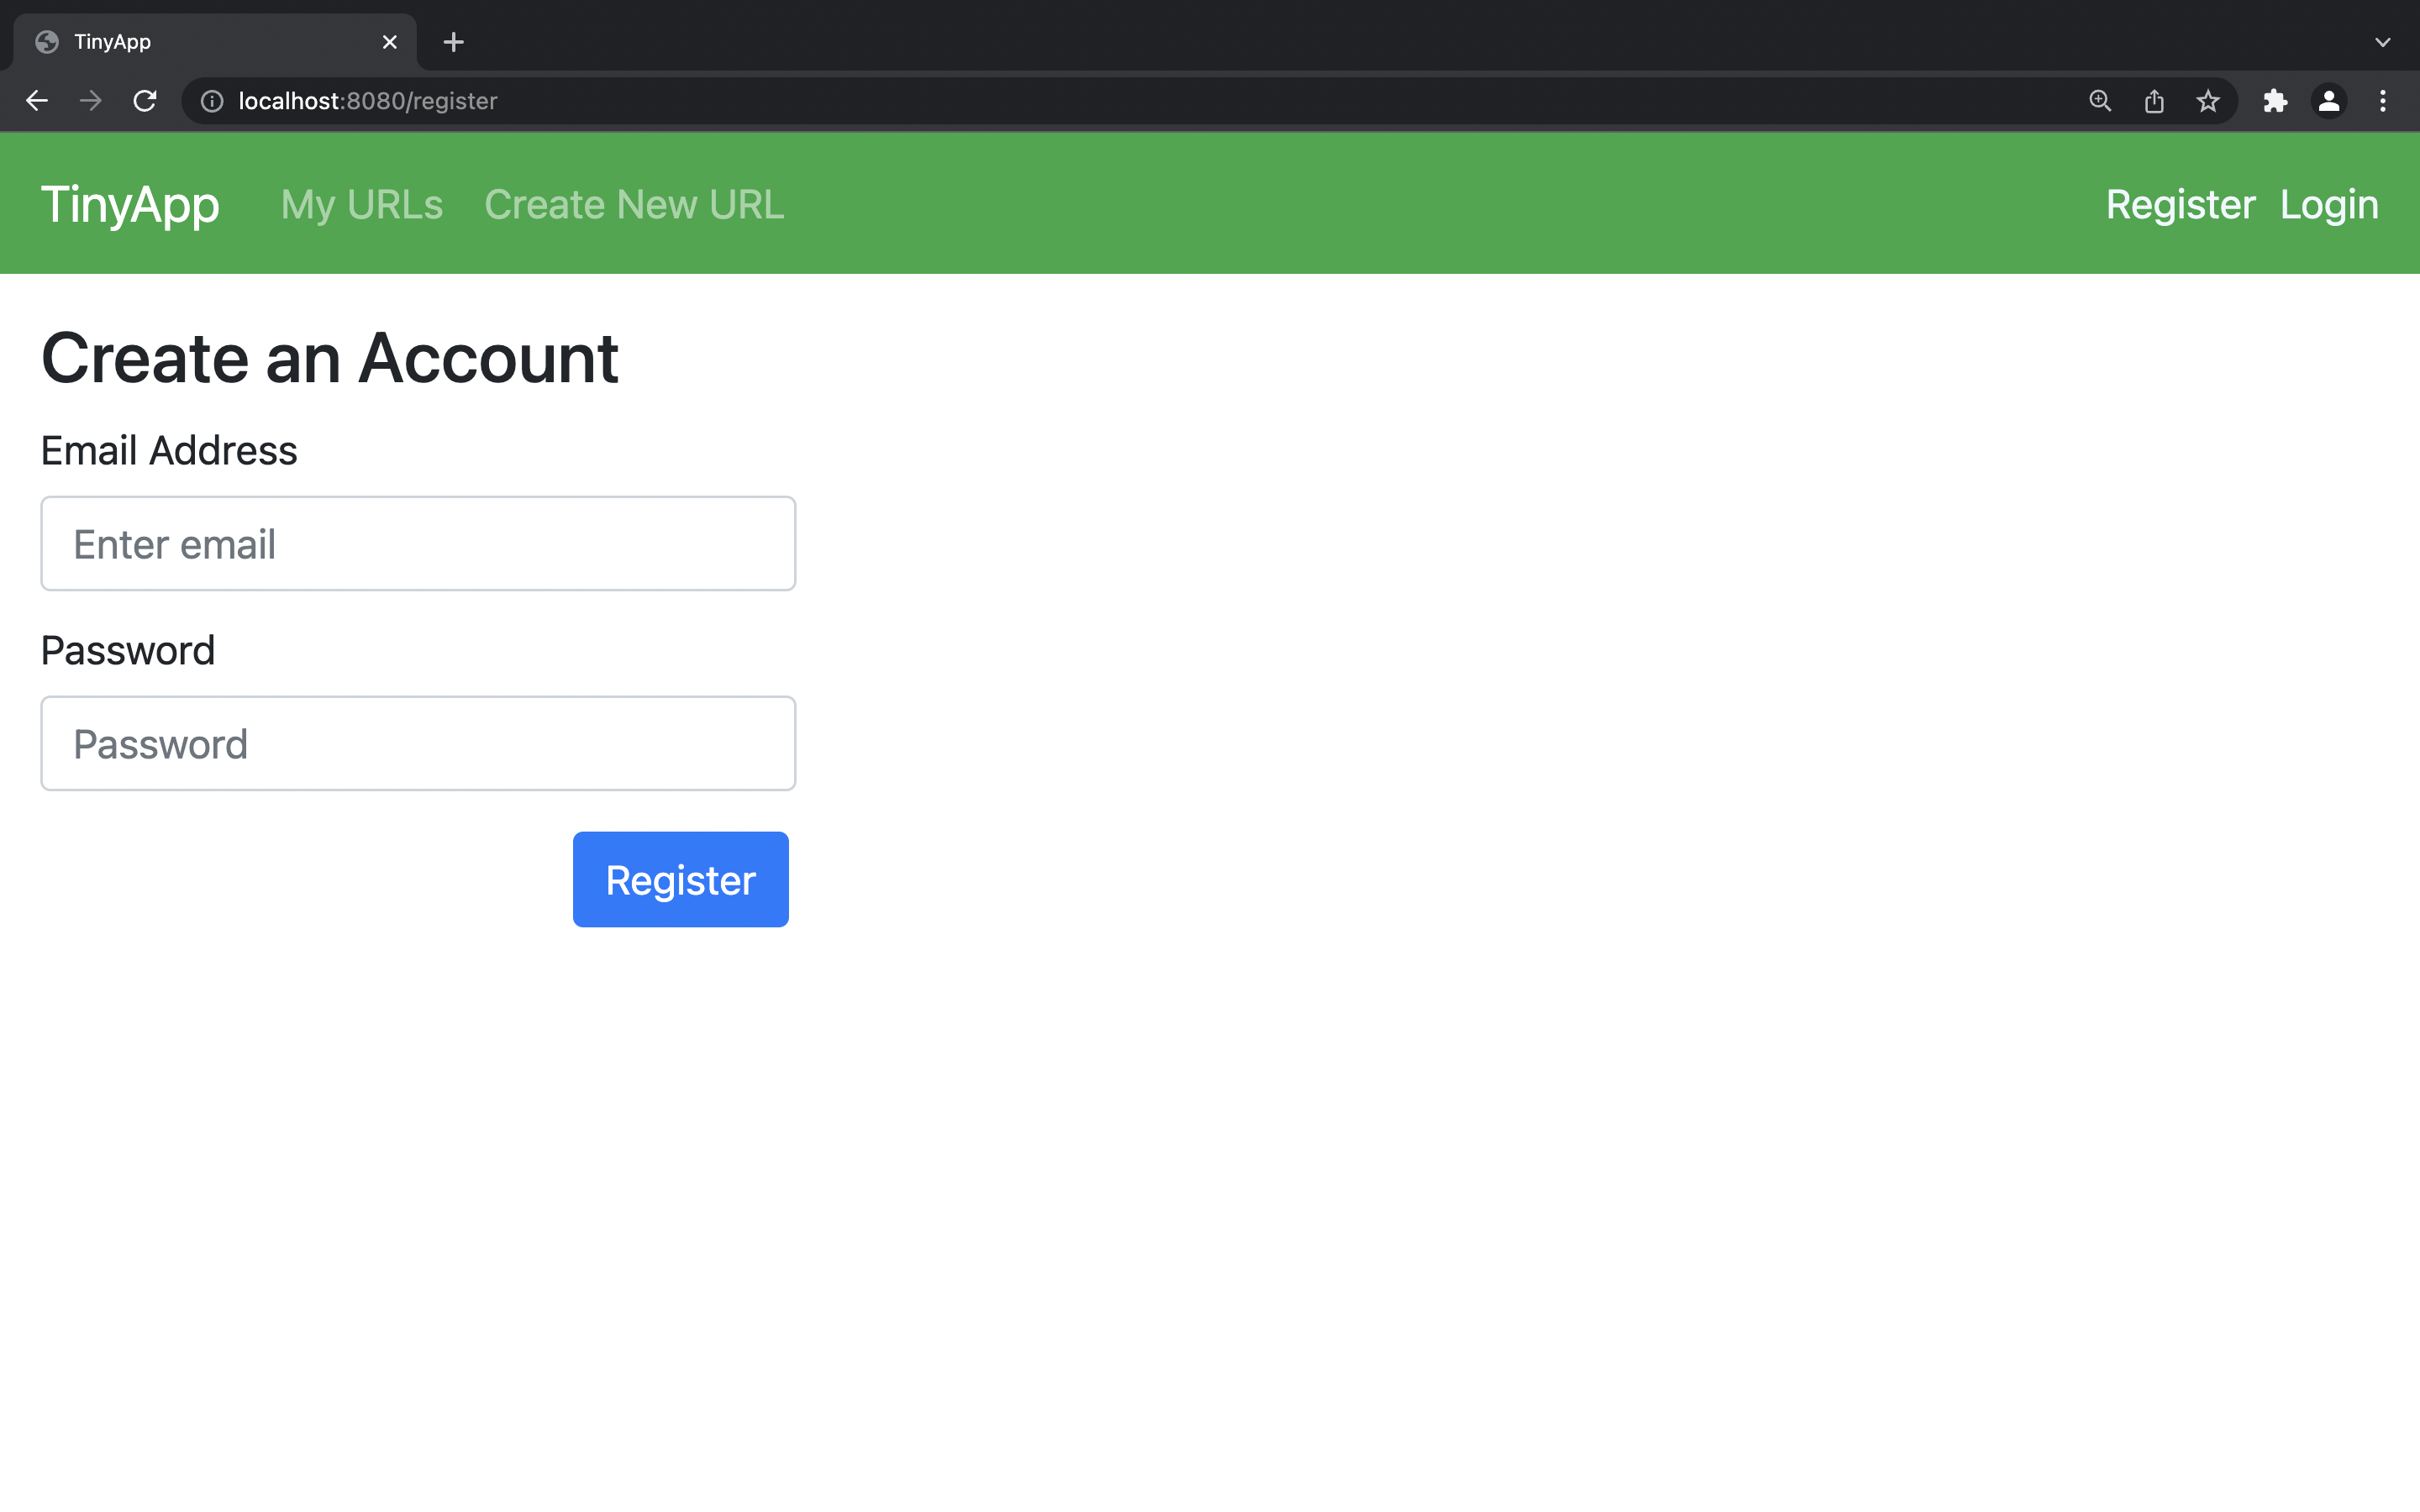 TinyApp
localhost:8080/register
TinyApp My URLs Create New URL Register Login
Create an Account
Email Address
Enter email
Password
Password
Register